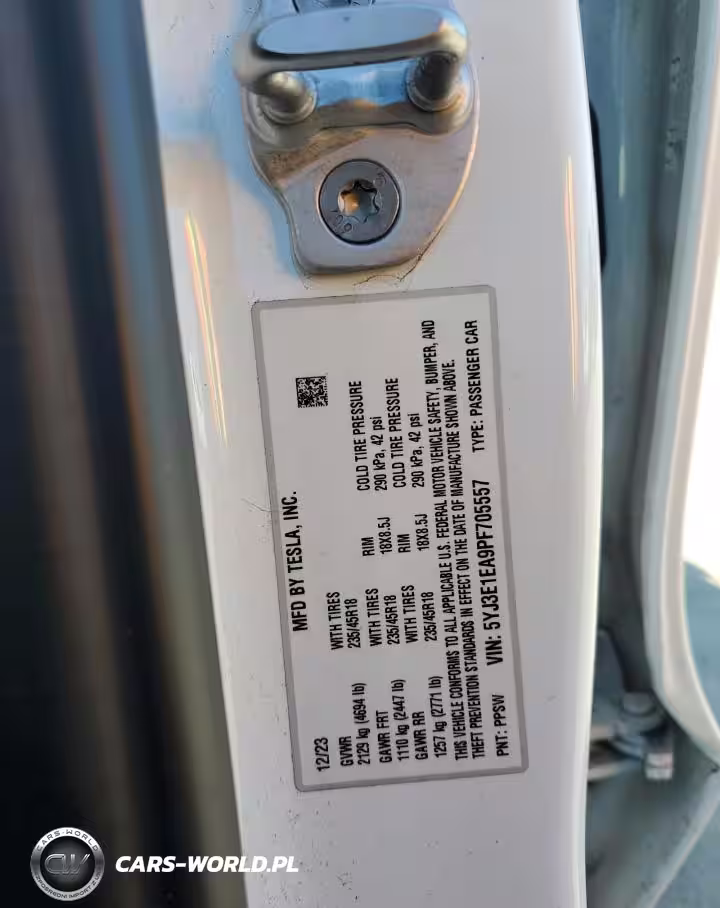 MFD BY TESLA, INC.
12/23
GVWR WITH TIRES RIM COLD TIRE PRESSURE
2129 kg (4694 lb) 235/45R18 18X8.5J 290 kPa, 42 psi
GAWR FRT WITH TIRES RIM COLD TIRE PRESSURE
1110 kg (2447 lb) 235/45R18 18X8.5J 290 kPa, 42 psi
GAWR RR WITH TIRES RIM COLD TIRE PRESSURE
1257 kg (2771 lb) 235/45R18 18X8.5J 290 kPa, 42 psi
THIS VEHICLE CONFORMS TO ALL APPLICABLE U.S. FEDERAL MOTOR VEHICLE SAFETY, BUMPER, AND
THEFT PREVENTION STANDARDS IN EFFECT ON THE DATE OF MANUFACTURE SHOWN ABOVE.
PNT: PPSW VIN: 5YJ3E1EA9PF705557 TYPE: PASSENGER CAR
CARS-WORLD
CARS-WORLD.PL